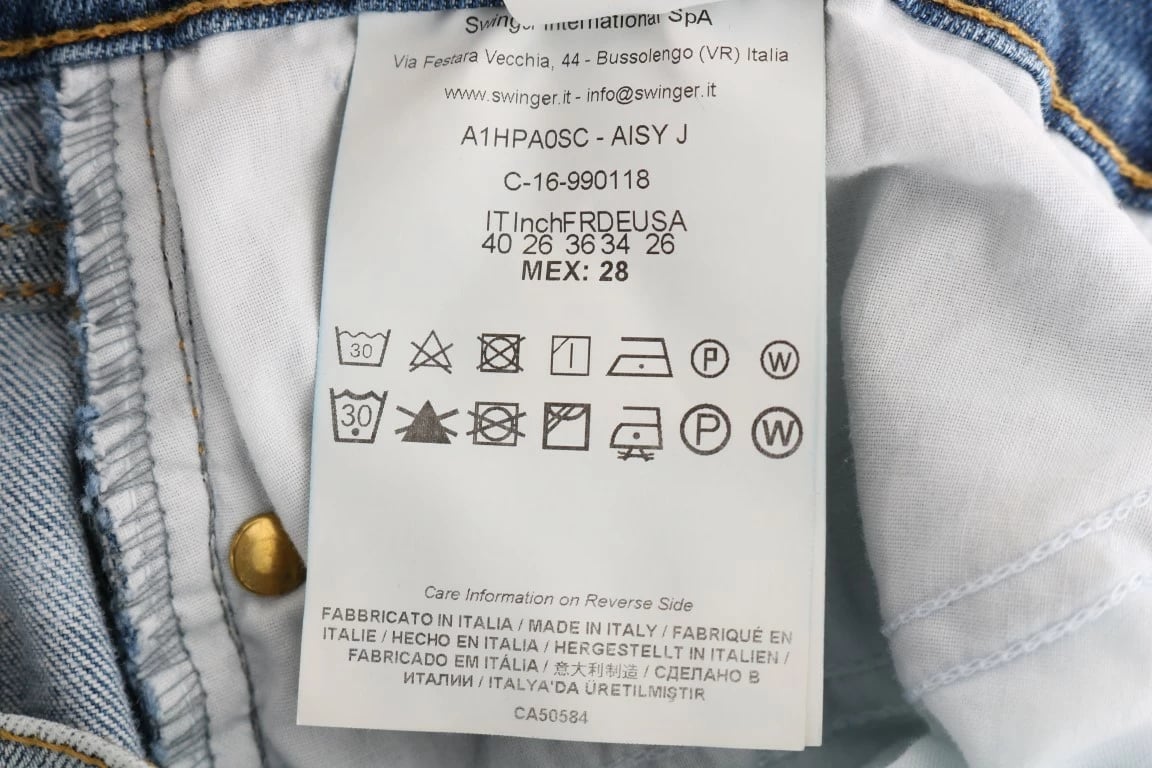 Swinger International SpA
Via Festara Vecchia, 44 - Bussolengo (VR) Italia
www.swinger.it - info@swinger.it
A1HPA0SC - AISY J
C-16-990118
ITInchFRDEUSA
40 26 36 34 26
MEX: 28
30 P W
30 P W
Care Information on Reverse Side
FABBRICATO IN ITALIA / MADE IN ITALY / FABRIQUÉ EN
ITALIE / HECHO EN ITALIA / HERGESTELLT IN ITALIEN /
FABRICADO EM ITÁLIA / 意大利制造 / СДЕЛАНО В
ИТАЛИИ / ITALYA'DA ÜRETILMIŞTIR
CA50584